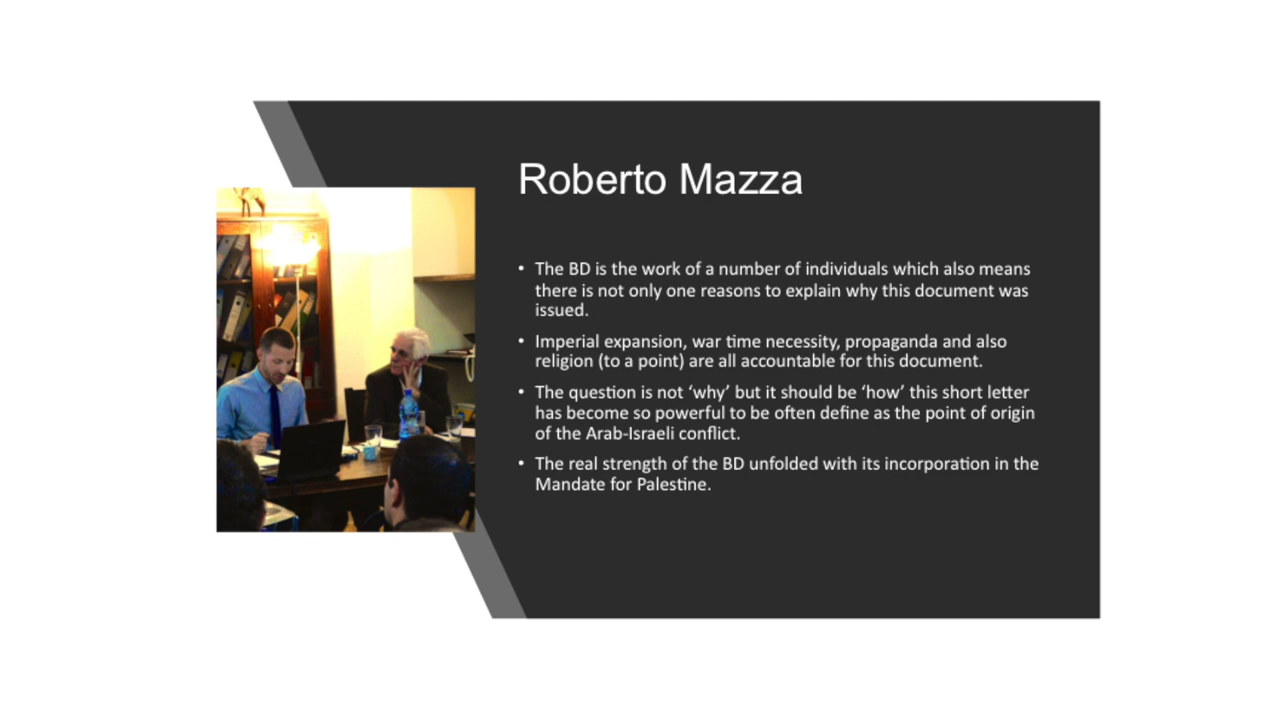 Roberto Mazza
• The BD is the work of a number of individuals which also means
there is not only one reasons to explain why this document was
issued.
• Imperial expansion, war time necessity, propaganda and also
religion (to a point) are all accountable for this document.
• The question is not ‘why’ but it should be ‘how’ this short letter
has become so powerful to be often define as the point of origin
of the Arab-Israeli conflict.
• The real strength of the BD unfolded with its incorporation in the
Mandate for Palestine.